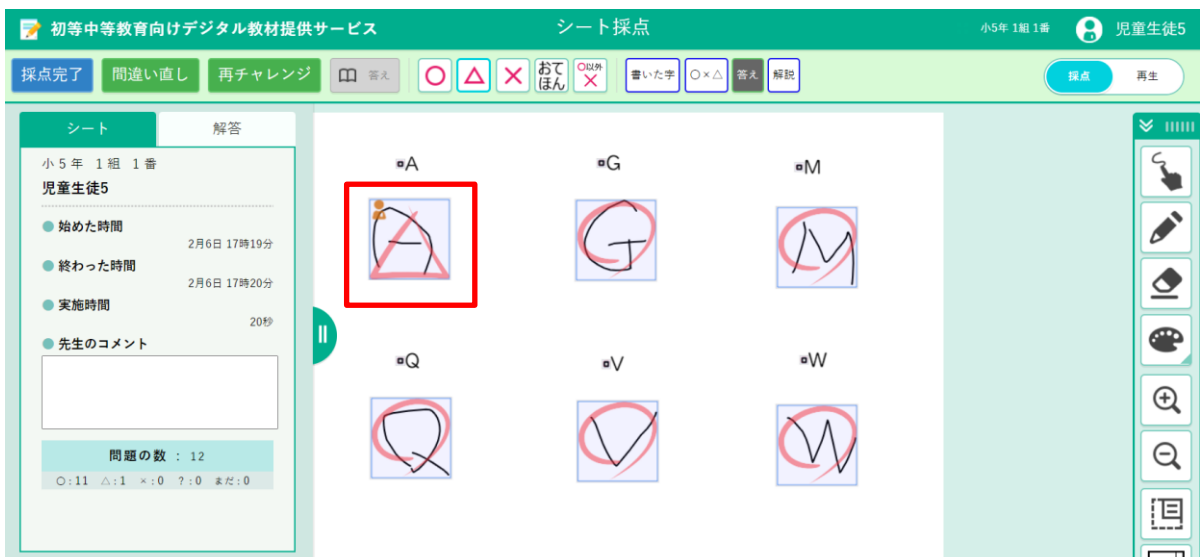 初等中等教育向けデジタル教材提供サービス
シート採点
小5年 1組 1番
児童生徒5
採点完了
間違い直し
再チャレンジ
答え
おて
ほん
○以外
×
書いた字
○×△
答え
解説
採点
再生
シート
解答
小5年 1組 1番
児童生徒5
始めた時間
2月6日 17時19分
終わった時間
2月6日 17時20分
実施時間
20秒
先生のコメント
問題の数 : 12
○:11 △:1 ×:0 ?:0 まだ:0
A
G
M
A
G
M
Q
V
W
Q
V
W